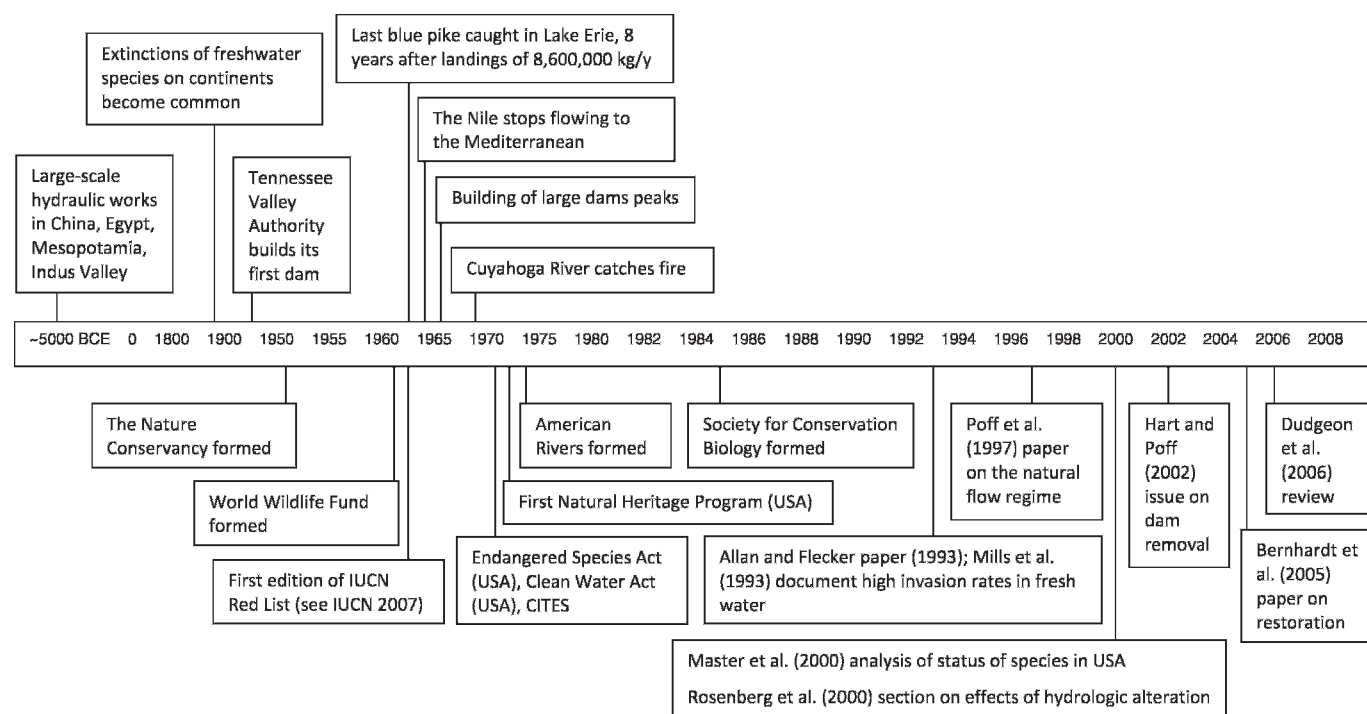 Last blue pike caught in Lake Erie, 8
years after landings of 8,600,000 kg/y
Extinctions of freshwater
species on continents
become common
The Nile stops flowing to
the Mediterranean
Large-scale
hydraulic works
in China, Egypt,
Mesopotamia,
Indus Valley
Tennessee
Valley
Authority
builds its
first dam
Building of large dams peaks
Cuyahoga River catches fire
~5000 BCE 0 1800 1900 1950 1955 1960 1965 1970 1975 1980 1982 1984 1986 1988 1990 1992 1994 1996 1998 2000 2002 2004 2006 2008
The Nature
Conservancy formed
American
Rivers formed
Society for Conservation
Biology formed
Poff et al.
(1997) paper
on the natural
flow regime
Hart and
Poff
(2002)
issue on
dam
removal
Dudgeon
et al.
(2006)
review
World Wildlife Fund
formed
First Natural Heritage Program (USA)
First edition of IUCN
Red List (see IUCN 2007)
Endangered Species Act
(USA), Clean Water Act
(USA), CITES
Allan and Flecker paper (1993); Mills et al.
(1993) document high invasion rates in fresh
water
Bernhardt et
al. (2005)
paper on
restoration
Master et al. (2000) analysis of status of species in USA
Rosenberg et al. (2000) section on effects of hydrologic alteration